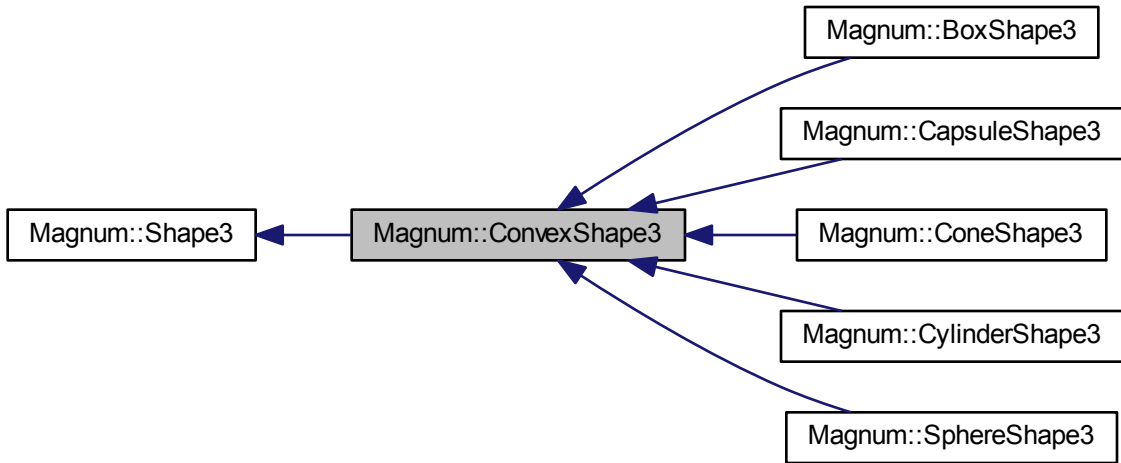 Magnum::BoxShape3
Magnum::CapsuleShape3
Magnum::Shape3
Magnum::ConvexShape3
Magnum::ConeShape3
Magnum::CylinderShape3
Magnum::SphereShape3